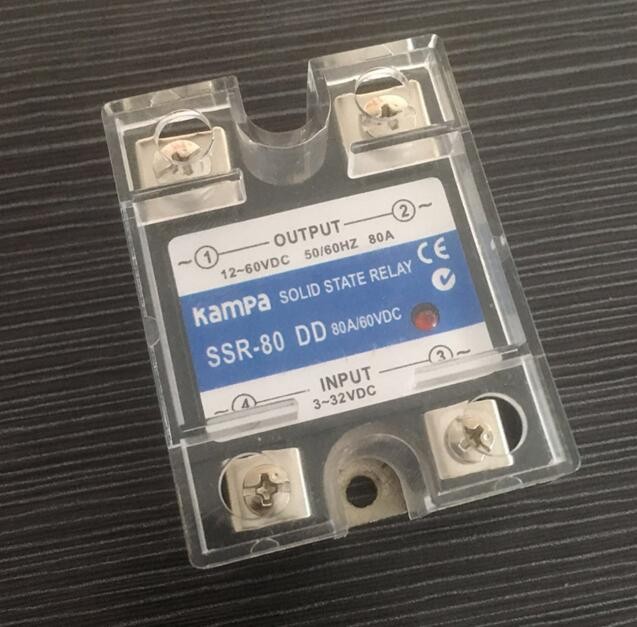 ~① OUTPUT ②~
12~60VDC 50/60HZ 80A
CE
Kampa SOLID STATE RELAY
SSR-80 DD 80A/60VDC
~④ INPUT ③~
3~32VDC